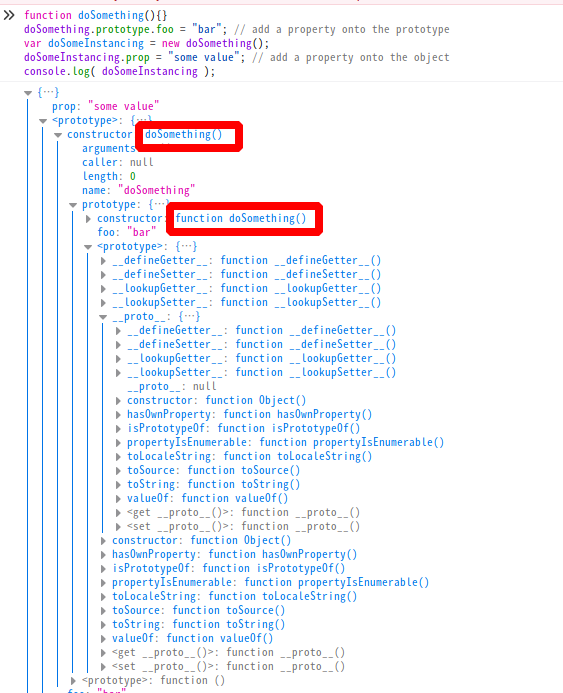 function doSomething(){}
doSomething.prototype.foo = "bar"; // add a property onto the prototype
var doSomeInstancing = new doSomething();
doSomeInstancing.prop = "some value"; // add a property onto the object
console.log( doSomeInstancing );
{…}
prop: "some value"
<prototype>: {…}
constructor: doSomething()
arguments
caller: null
length: 0
name: "doSomething"
prototype: {…}
constructor: function doSomething()
foo: "bar"
<prototype>: {…}
__defineGetter__: function __defineGetter__()
__defineSetter__: function __defineSetter__()
__lookupGetter__: function __lookupGetter__()
__lookupSetter__: function __lookupSetter__()
__proto__: {…}
__defineGetter__: function __defineGetter__()
__defineSetter__: function __defineSetter__()
__lookupGetter__: function __lookupGetter__()
__lookupSetter__: function __lookupSetter__()
__proto__: null
constructor: function Object()
hasOwnProperty: function hasOwnProperty()
isPrototypeOf: function isPrototypeOf()
propertyIsEnumerable: function propertyIsEnumerable()
toLocaleString: function toLocaleString()
toSource: function toSource()
toString: function toString()
valueOf: function valueOf()
<get __proto__()>: function __proto__()
<set __proto__()>: function __proto__()
constructor: function Object()
hasOwnProperty: function hasOwnProperty()
isPrototypeOf: function isPrototypeOf()
propertyIsEnumerable: function propertyIsEnumerable()
toLocaleString: function toLocaleString()
toSource: function toSource()
toString: function toString()
valueOf: function valueOf()
<get __proto__()>: function __proto__()
<set __proto__()>: function __proto__()
<prototype>: function ()
foo: "bar"